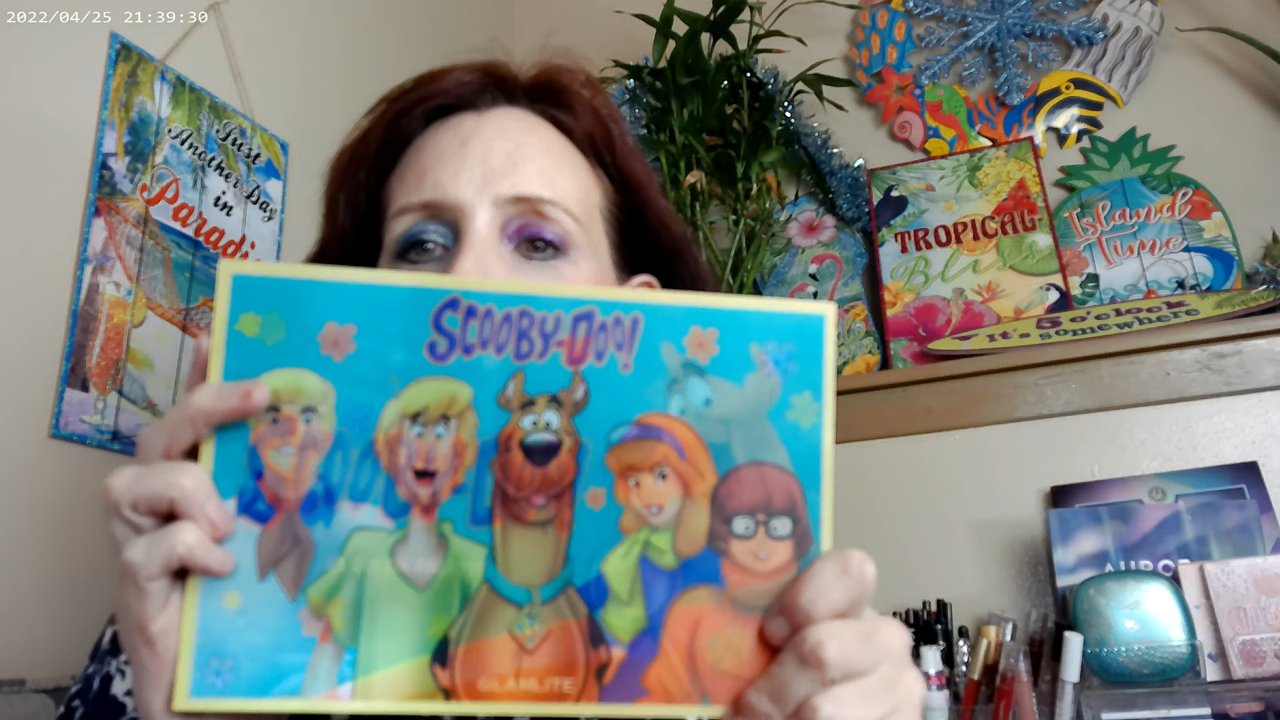 2022/04/25 21:39:30
Just
Another Day
in
Paradi
SCOOBY-DOO!
GLAMLITE
TROPICAL
Bliss
Island
Time
it's 5 o'clock
somewhere
AUROR